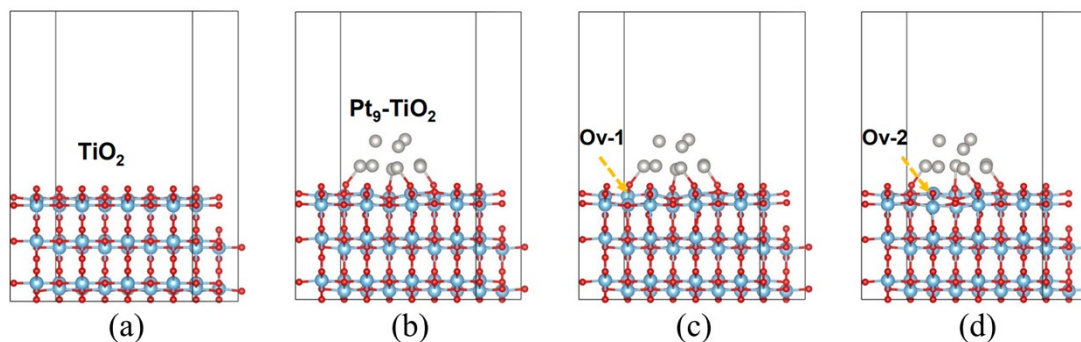 TiO₂
Pt₉-TiO₂
Ov-1
Ov-2
(a)
(b)
(c)
(d)